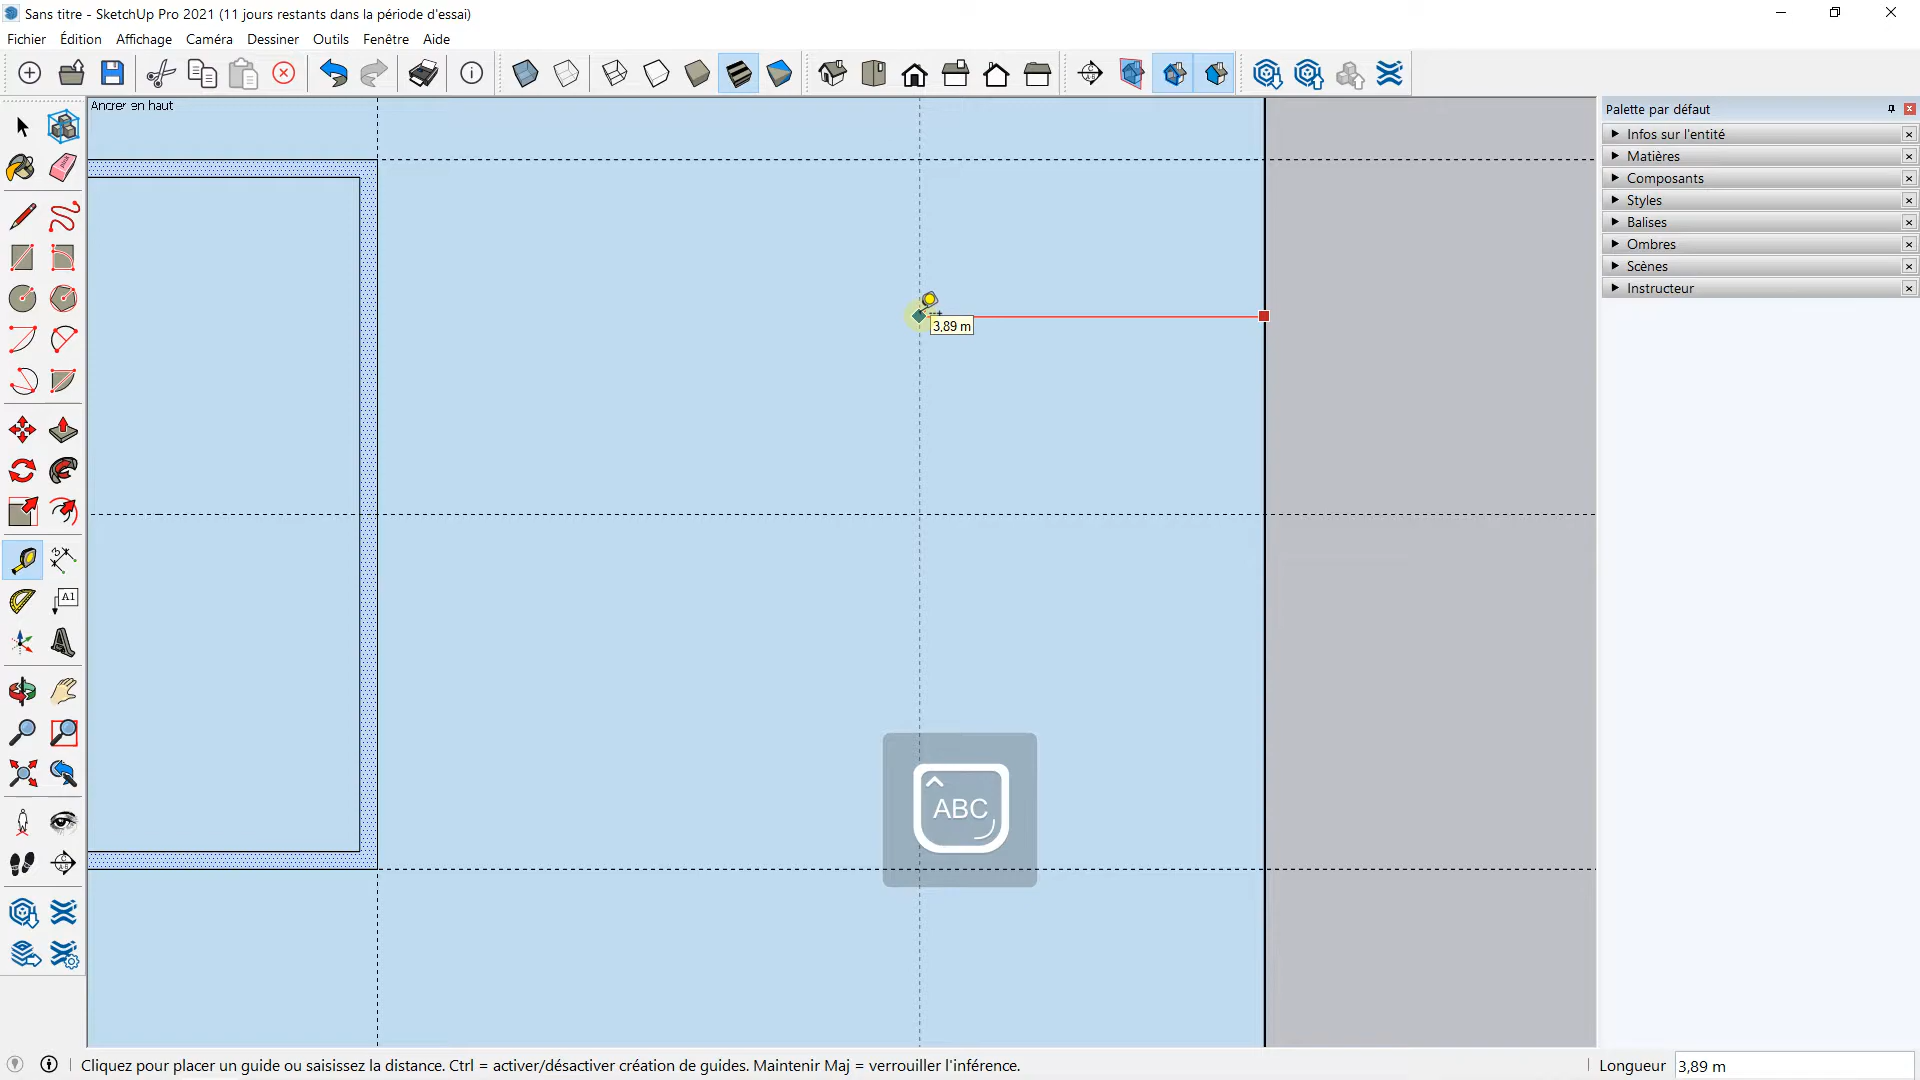 Sans titre - SketchUp Pro 2021 (11 jours restants dans la période d'essai)
Fichier Édition Affichage Caméra Dessiner Outils Fenêtre Aide
Ancrer en haut
Palette par défaut
Infos sur l'entité
Matières
Composants
Styles
Balises
Ombres
Scènes
Instructeur
3,89 m
A1
ABC
Cliquez pour placer un guide ou saisissez la distance. Ctrl = activer/désactiver création de guides. Maintenir Maj = verrouiller l'inférence.
Longueur 3,89 m